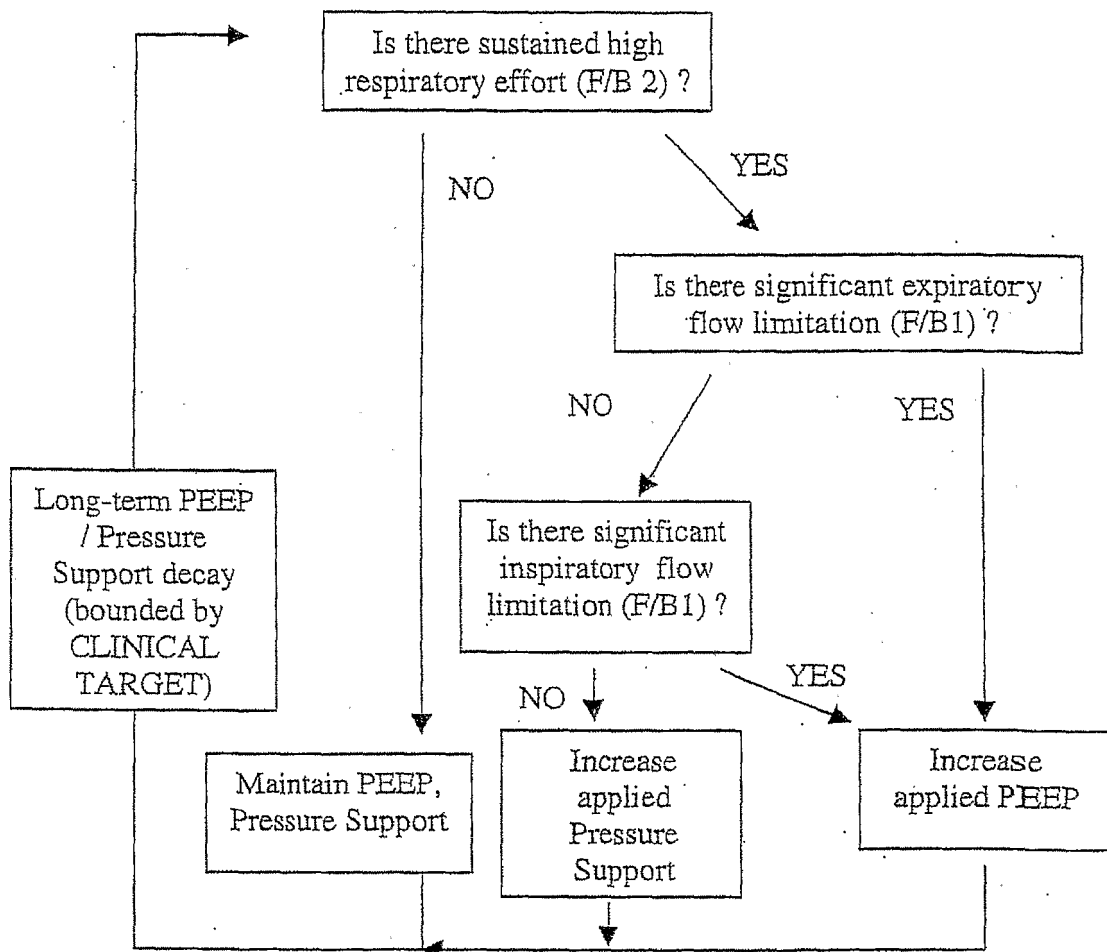 Is there sustained high
respiratory effort (F/B 2) ?
NO
YES
Is there significant expiratory
flow limitation (F/B1) ?
NO
YES
Long-term PEEP
/ Pressure
Support decay
(bounded by
CLINICAL
TARGET)
Is there significant
inspiratory flow
limitation (F/B1) ?
NO
YES
Maintain PEEP,
Pressure Support
Increase
applied
Pressure
Support
Increase
applied PEEP